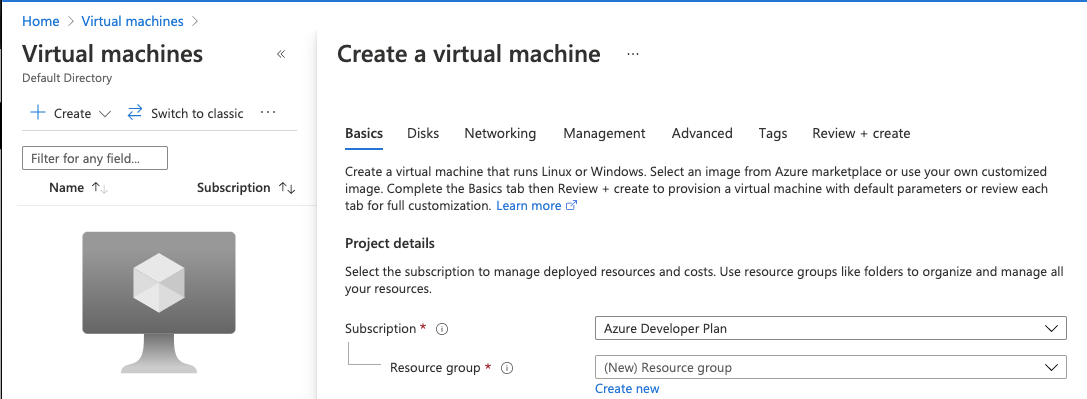 Home > Virtual machines >
Virtual machines «
Default Directory
+ Create Switch to classic ...
Filter for any field...
Name ↑↓ Subscription ↑↓
Create a virtual machine ...
Basics Disks Networking Management Advanced Tags Review + create
Create a virtual machine that runs Linux or Windows. Select an image from Azure marketplace or use your own customized
image. Complete the Basics tab then Review + create to provision a virtual machine with default parameters or review each
tab for full customization. Learn more
Project details
Select the subscription to manage deployed resources and costs. Use resource groups like folders to organize and manage all
your resources.
Subscription * Azure Developer Plan
Resource group * (New) Resource group
Create new